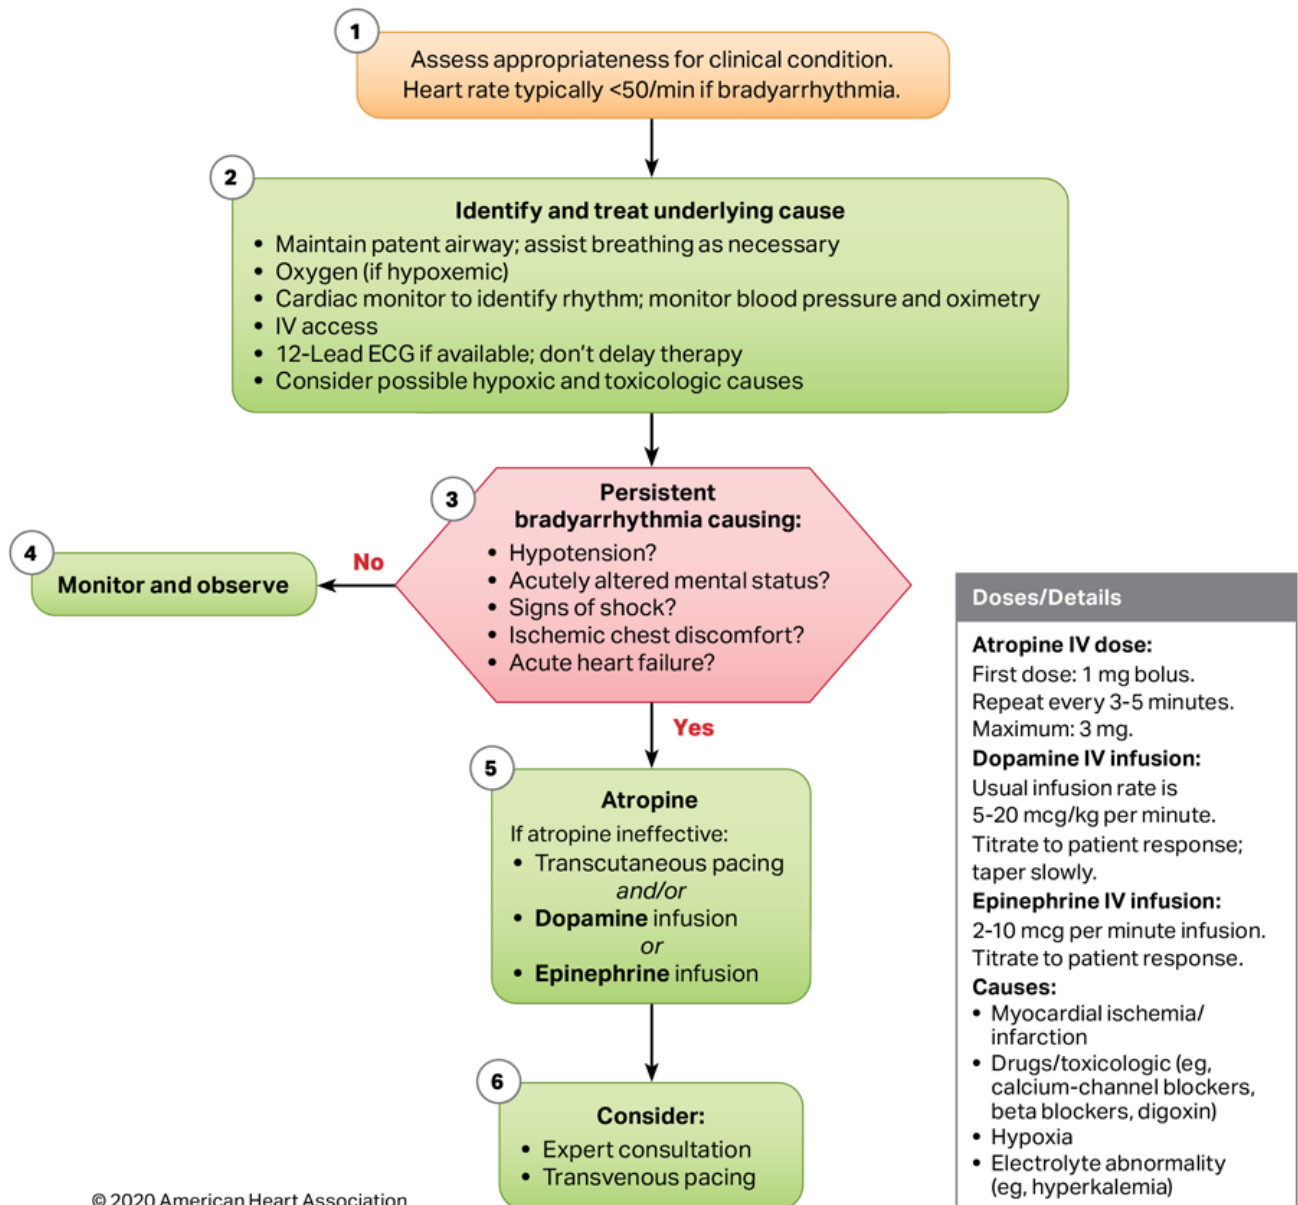 1
Assess appropriateness for clinical condition.
Heart rate typically <50/min if bradyarrhythmia.
2
Identify and treat underlying cause
• Maintain patent airway; assist breathing as necessary
• Oxygen (if hypoxemic)
• Cardiac monitor to identify rhythm; monitor blood pressure and oximetry
• IV access
• 12-Lead ECG if available; don’t delay therapy
• Consider possible hypoxic and toxicologic causes
3
Persistent
bradyarrhythmia causing:
• Hypotension?
• Acutely altered mental status?
• Signs of shock?
• Ischemic chest discomfort?
• Acute heart failure?
No
4
Monitor and observe
Yes
5
Atropine
If atropine ineffective:
• Transcutaneous pacing
and/or
• Dopamine infusion
or
• Epinephrine infusion
6
Consider:
• Expert consultation
• Transvenous pacing
Doses/Details
Atropine IV dose:
First dose: 1 mg bolus.
Repeat every 3-5 minutes.
Maximum: 3 mg.
Dopamine IV infusion:
Usual infusion rate is
5-20 mcg/kg per minute.
Titrate to patient response;
taper slowly.
Epinephrine IV infusion:
2-10 mcg per minute infusion.
Titrate to patient response.
Causes:
• Myocardial ischemia/
infarction
• Drugs/toxicologic (eg,
calcium-channel blockers,
beta blockers, digoxin)
• Hypoxia
• Electrolyte abnormality
(eg, hyperkalemia)
© 2020 American Heart Association